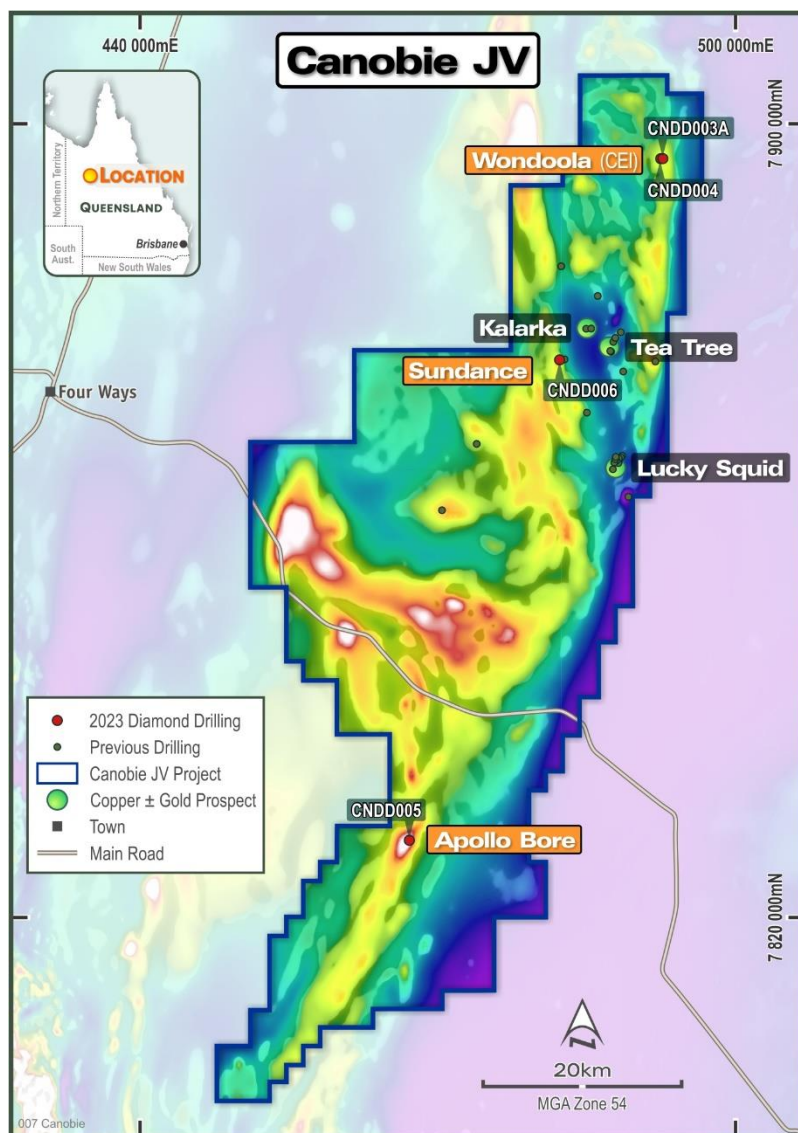 440 000mE
500 000mE
Canobie JV
LOCATION
Northern Territory
QUEENSLAND
Brisbane
South
Aust.
New South Wales
7 900 000mN
CNDD003A
Wondoola (CEI)
CNDD004
Kalarka
Tea Tree
Sundance
CNDD006
Four Ways
Lucky Squid
2023 Diamond Drilling
Previous Drilling
Canobie JV Project
Copper ± Gold Prospect
Town
Main Road
CNDD005
Apollo Bore
7 820 000mN
N
20km
MGA Zone 54
007 Canobie